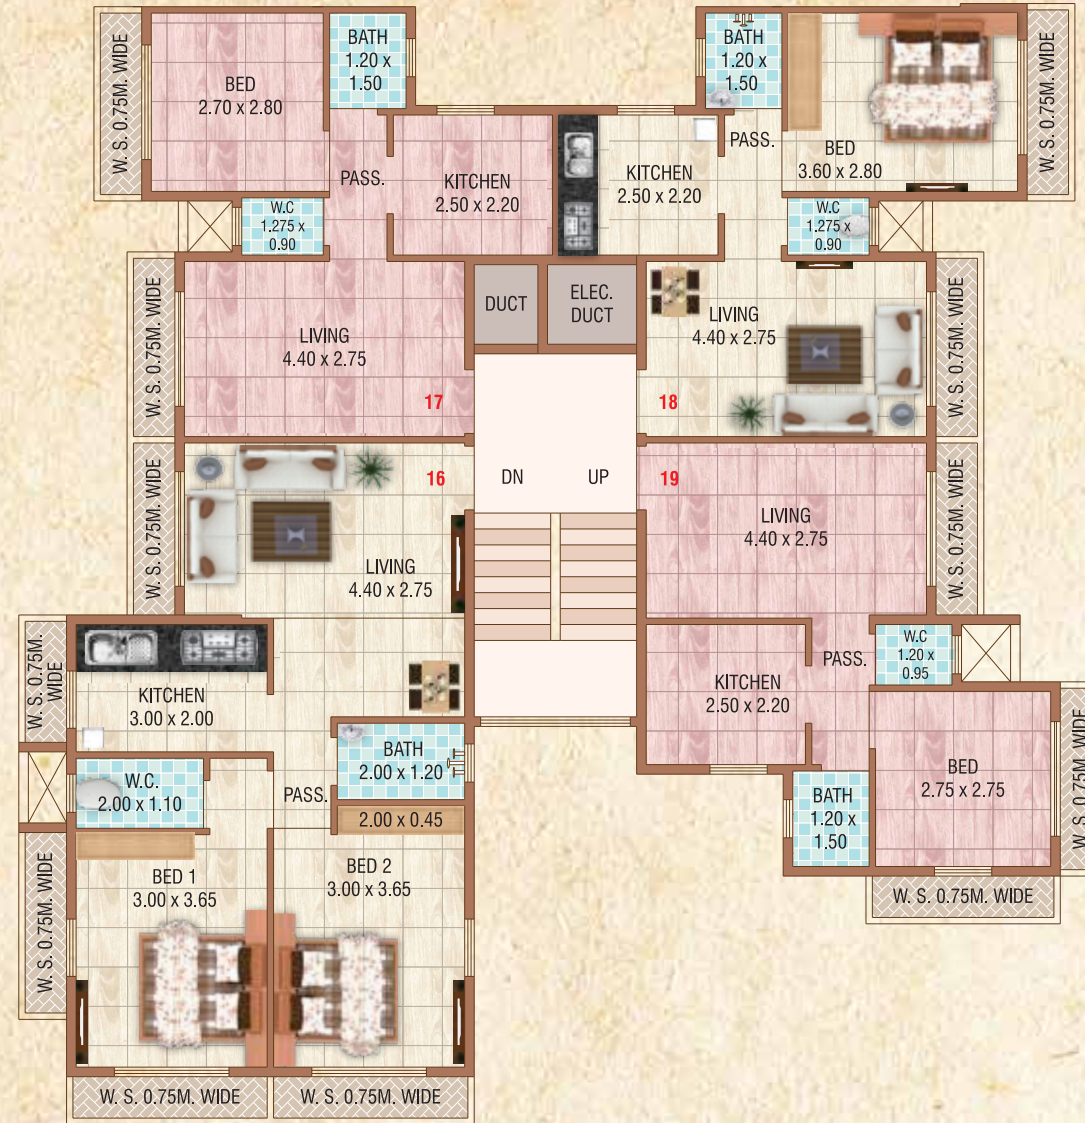 W. S. 0.75M. WIDE
BED
2.70 x 2.80
BATH
1.20 x
1.50
PASS.
KITCHEN
2.50 x 2.20
W.C
1.275 x
0.90
W. S. 0.75M. WIDE
LIVING
4.40 x 2.75
17
DUCT
ELEC.
DUCT
BATH
1.20 x
1.50
PASS.
BED
3.60 x 2.80
W. S. 0.75M. WIDE
KITCHEN
2.50 x 2.20
W.C
1.275 x
0.90
LIVING
4.40 x 2.75
18
W. S. 0.75M. WIDE
W. S. 0.75M. WIDE
16
LIVING
4.40 x 2.75
DN
UP
19
LIVING
4.40 x 2.75
W. S. 0.75M. WIDE
W. S. 0.75M.
WIDE
KITCHEN
3.00 x 2.00
BATH
2.00 x 1.20
W.C.
2.00 x 1.10
PASS.
2.00 x 0.45
W. S. 0.75M. WIDE
BED 1
3.00 x 3.65
BED 2
3.00 x 3.65
W. S. 0.75M. WIDE
W. S. 0.75M. WIDE
KITCHEN
2.50 x 2.20
PASS.
W.C
1.20 x
0.95
BED
2.75 x 2.75
W. S. 0.75M. WIDE
BATH
1.20 x
1.50
W. S. 0.75M. WIDE